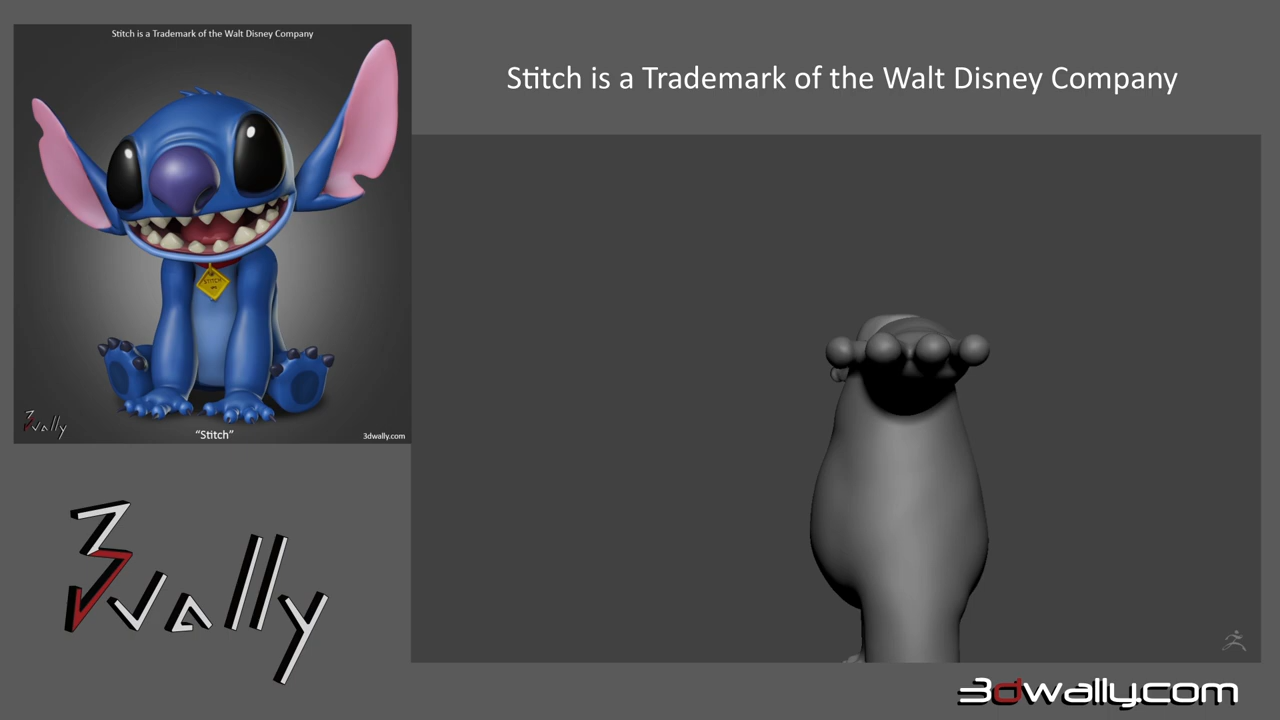 Stitch is a Trademark of the Walt Disney Company
Stitch is a Trademark of the Walt Disney Company
STITCH
3Wally
"Stitch"
3dwally.com
3Wally
3dwally.com